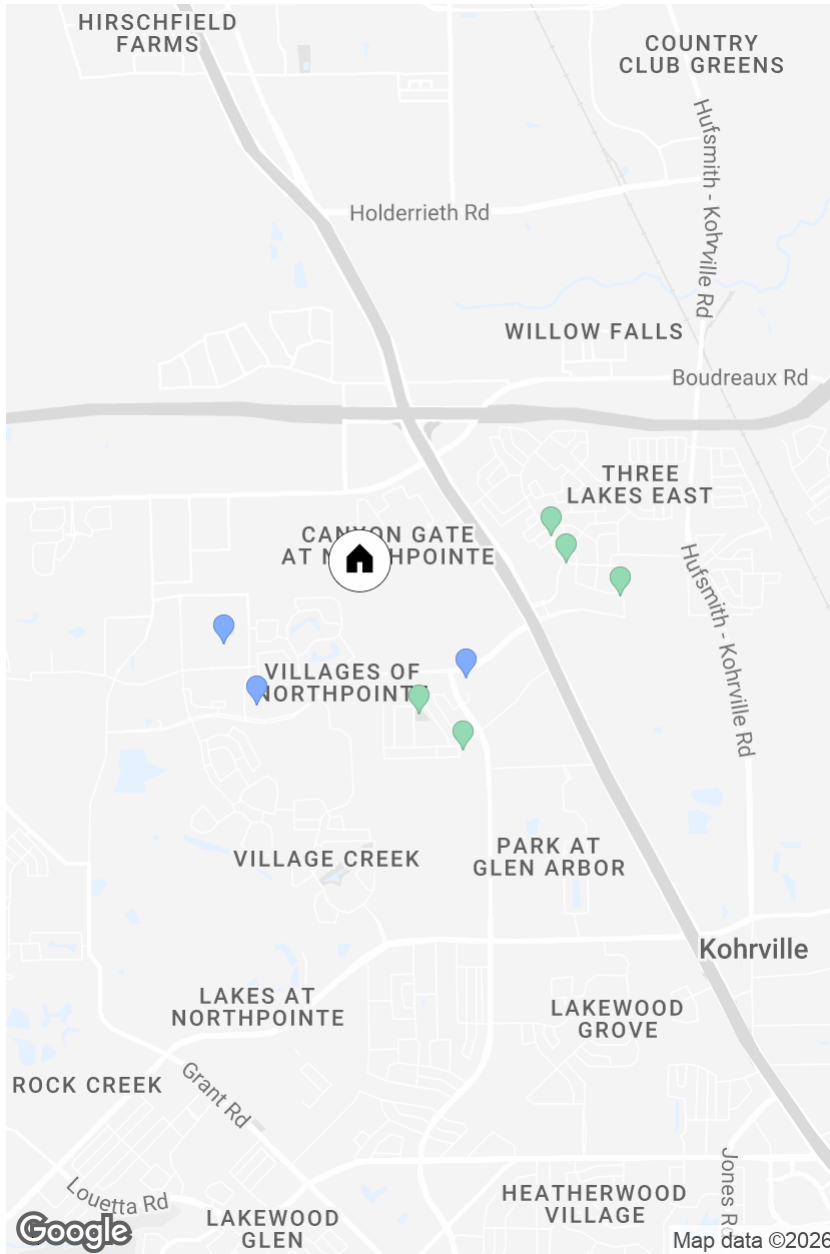 HIRSCHFIELD
FARMS
COUNTRY
CLUB GREENS
Hufsmith - Kohrville Rd
Holderrieth Rd
WILLOW FALLS
Boudreaux Rd
THREE
LAKES EAST
CANYON GATE
AT NORTHPOINTE
Hufsmith - Kohrville Rd
VILLAGES OF
NORTHPOINTE
VILLAGE CREEK
PARK AT
GLEN ARBOR
Kohrville
LAKES AT
NORTHPOINTE
LAKEWOOD
GROVE
ROCK CREEK
Grant Rd
Louetta Rd
Jones Rd
HEATHERWOOD
VILLAGE
LAKEWOOD
GLEN
Google
Map data ©2026